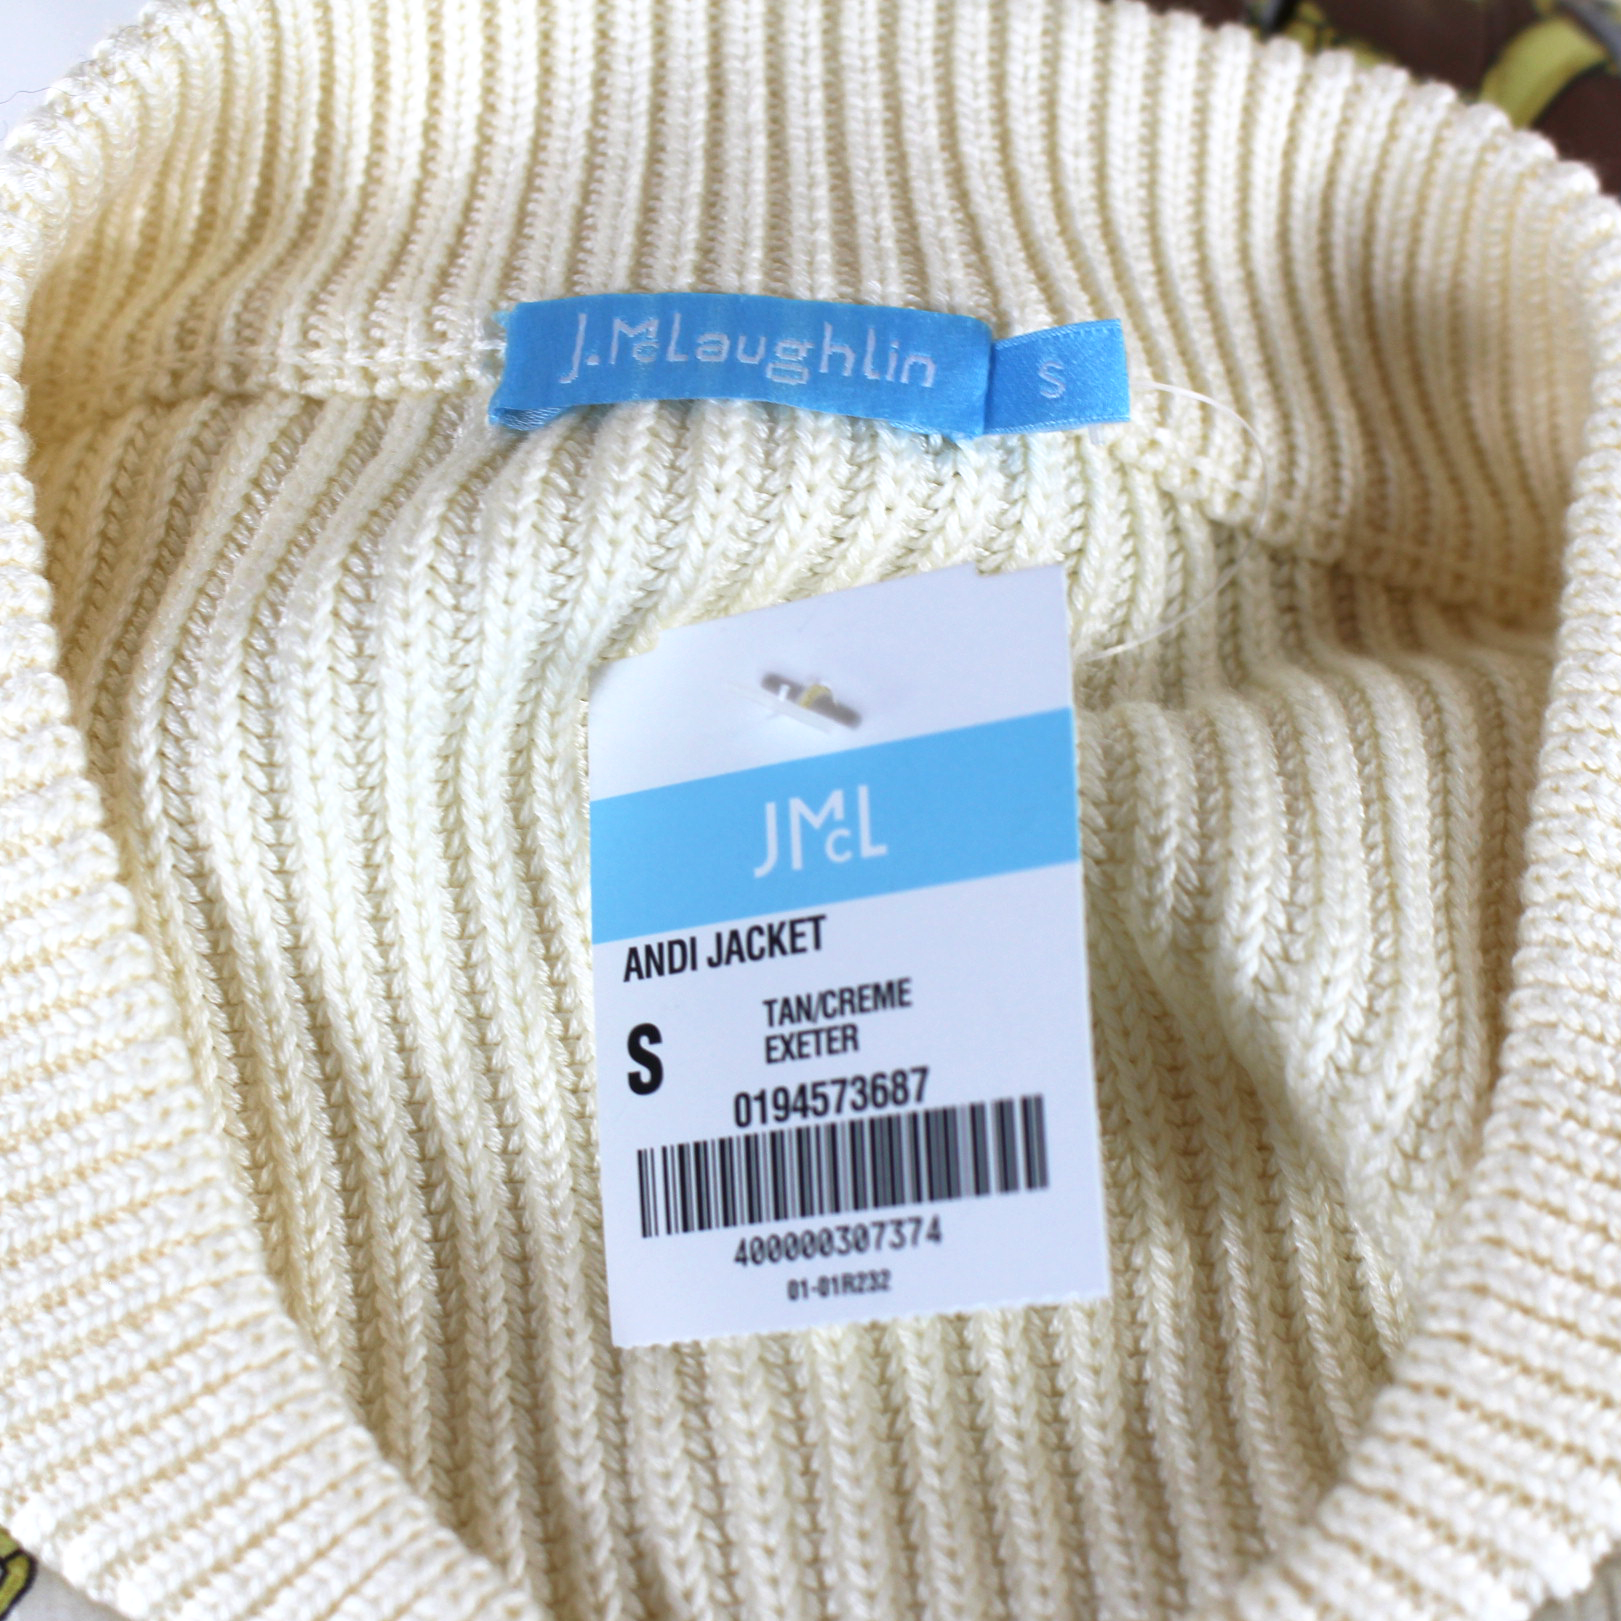 J.McLaughlin
S
JMcL
ANDI JACKET
TAN/CREME
S
EXETER
0194573687
400000307374
01-01R232